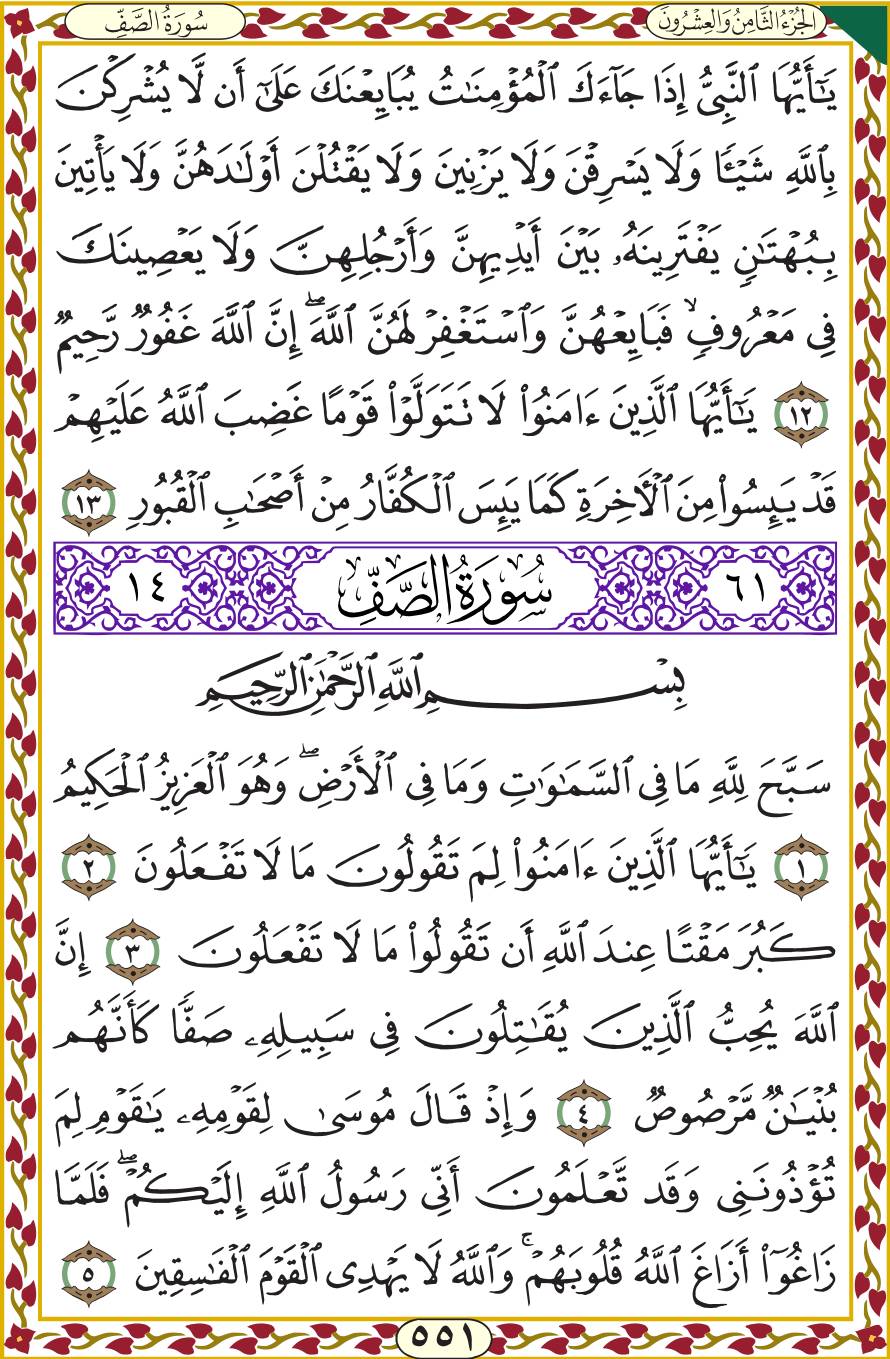 الجُزْءُ الثَّامِنُ وَالعِشْرُونَ
سُورَةُ الصَّفِّ
يَـٰٓأَيُّهَا ٱلنَّبِىُّ إِذَا جَآءَكَ ٱلْمُؤْمِنَـٰتُ يُبَايِعْنَكَ عَلَىٰٓ أَن لَّا يُشْرِكْنَ
بِٱللَّهِ شَيْـًٔا وَلَا يَسْرِقْنَ وَلَا يَزْنِينَ وَلَا يَقْتُلْنَ أَوْلَـٰدَهُنَّ وَلَا يَأْتِينَ
بِبُهْتَـٰنٍ يَفْتَرِينَهُۥ بَيْنَ أَيْدِيهِنَّ وَأَرْجُلِهِنَّ وَلَا يَعْصِينَكَ
فِى مَعْرُوفٍ ۙ فَبَايِعْهُنَّ وَٱسْتَغْفِرْ لَهُنَّ ٱللَّهَ ۖ إِنَّ ٱللَّهَ غَفُورٌ رَّحِيمٌ
١٢ يَـٰٓأَيُّهَا ٱلَّذِينَ ءَامَنُوا۟ لَا تَتَوَلَّوْا۟ قَوْمًا غَضِبَ ٱللَّهُ عَلَيْهِمْ
قَدْ يَئِسُوا۟ مِنَ ٱلْـَٔاخِرَةِ كَمَا يَئِسَ ٱلْكُفَّارُ مِنْ أَصْحَـٰبِ ٱلْقُبُورِ ١٣
٦١ سُورَةُ الصَّفِّ ١٤
بِسْمِ ٱللَّهِ ٱلرَّحْمَـٰنِ ٱلرَّحِيمِ
سَبَّحَ لِلَّهِ مَا فِى ٱلسَّمَـٰوَٰتِ وَمَا فِى ٱلْأَرْضِ ۖ وَهُوَ ٱلْعَزِيزُ ٱلْحَكِيمُ
١ يَـٰٓأَيُّهَا ٱلَّذِينَ ءَامَنُوا۟ لِمَ تَقُولُونَ مَا لَا تَفْعَلُونَ ٢
كَبُرَ مَقْتًا عِندَ ٱللَّهِ أَن تَقُولُوا۟ مَا لَا تَفْعَلُونَ ٣ إِنَّ
ٱللَّهَ يُحِبُّ ٱلَّذِينَ يُقَـٰتِلُونَ فِى سَبِيلِهِۦ صَفًّا كَأَنَّهُم
بُنْيَـٰنٌ مَّرْصُوصٌ ٤ وَإِذْ قَالَ مُوسَىٰ لِقَوْمِهِۦ يَـٰقَوْمِ لِمَ
تُؤْذُونَنِى وَقَد تَّعْلَمُونَ أَنِّى رَسُولُ ٱللَّهِ إِلَيْكُمْ ۖ فَلَمَّا
زَاغُوٓا۟ أَزَاغَ ٱللَّهُ قُلُوبَهُمْ ۚ وَٱللَّهُ لَا يَهْدِى ٱلْقَوْمَ ٱلْفَـٰسِقِينَ ٥
٥٥١